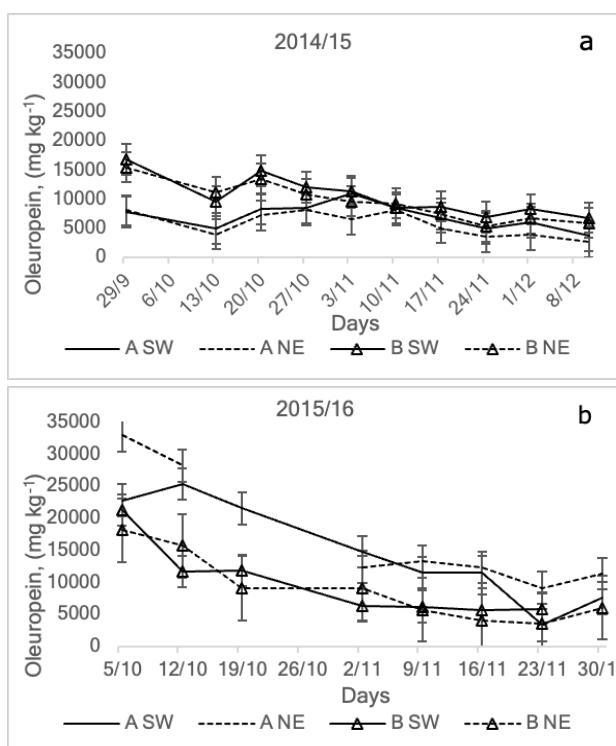 2014/15
a
35000
30000
25000
20000
15000
10000
5000
0
Oleuropein, (mg kg-1)
29/9 6/10 13/10 20/10 27/10 3/11 10/11 17/11 24/11 1/12 8/12
Days
A SW A NE B SW B NE
2015/16
b
35000
30000
25000
20000
15000
10000
5000
0
Oleuropein, (mg kg-1)
5/10 12/10 19/10 26/10 2/11 9/11 16/11 23/11 30/1
Days
A SW A NE B SW B NE